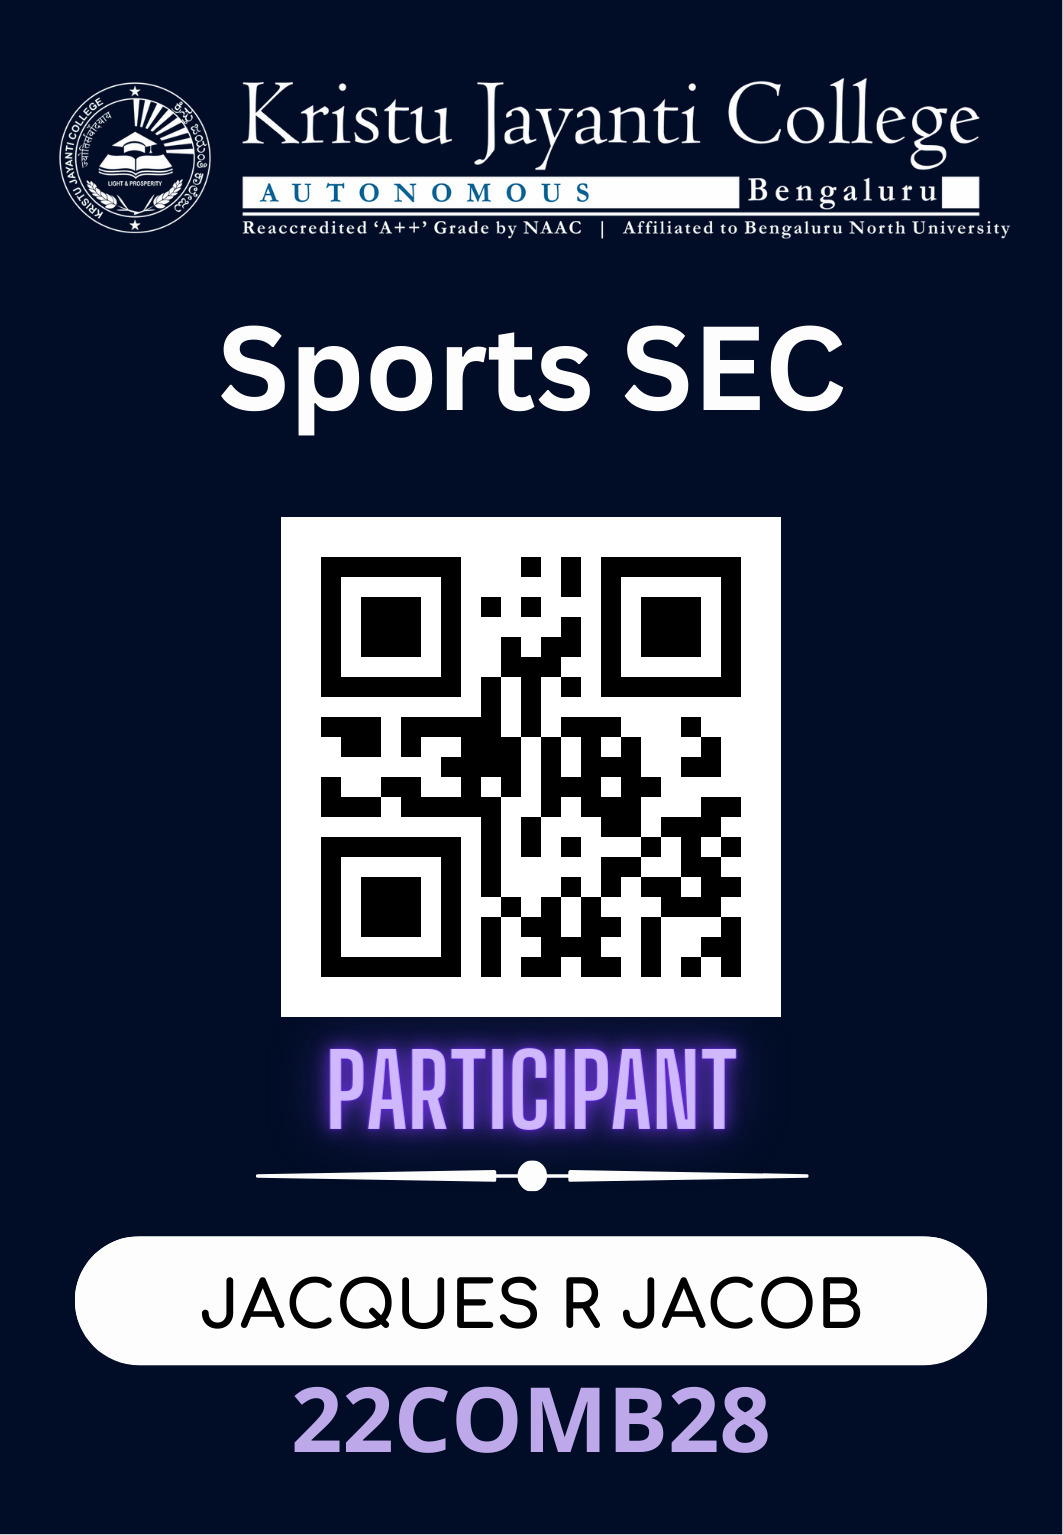 KRISTU JAYANTI COLLEGE
ಕ್ರಿಸ್ತು ಜಯಂತಿ ಕಾಲೇಜು
LIGHT & PROSPERITY
Kristu Jayanti College
AUTONOMOUS Bengaluru
Reaccredited ‘A++’ Grade by NAAC | Affiliated to Bengaluru North University
Sports SEC
PARTICIPANT
JACQUES R JACOB
22COMB28